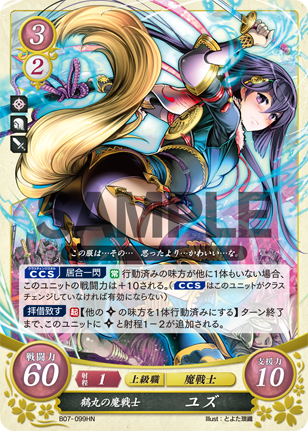 3
2
SAMPLE
この服は…その… 思ったより…かわいい…な。
CCS 居合一閃 常 行動済みの味方が他に1体もいない場合、
このユニットの戦闘力は+10される。(CCSはこのユニットがクラス
チェンジしていなければ有効にならない)
拝借致す 起 [他の の味方を1体行動済みにする] ターン終了
まで、このユニットに と射程1-2が追加される。
戦闘力
60
射程 1 上級職 魔戦士
支援力
10
鶴丸の魔戦士 ユズ
B07-099HN
Illust:とよた瑣織